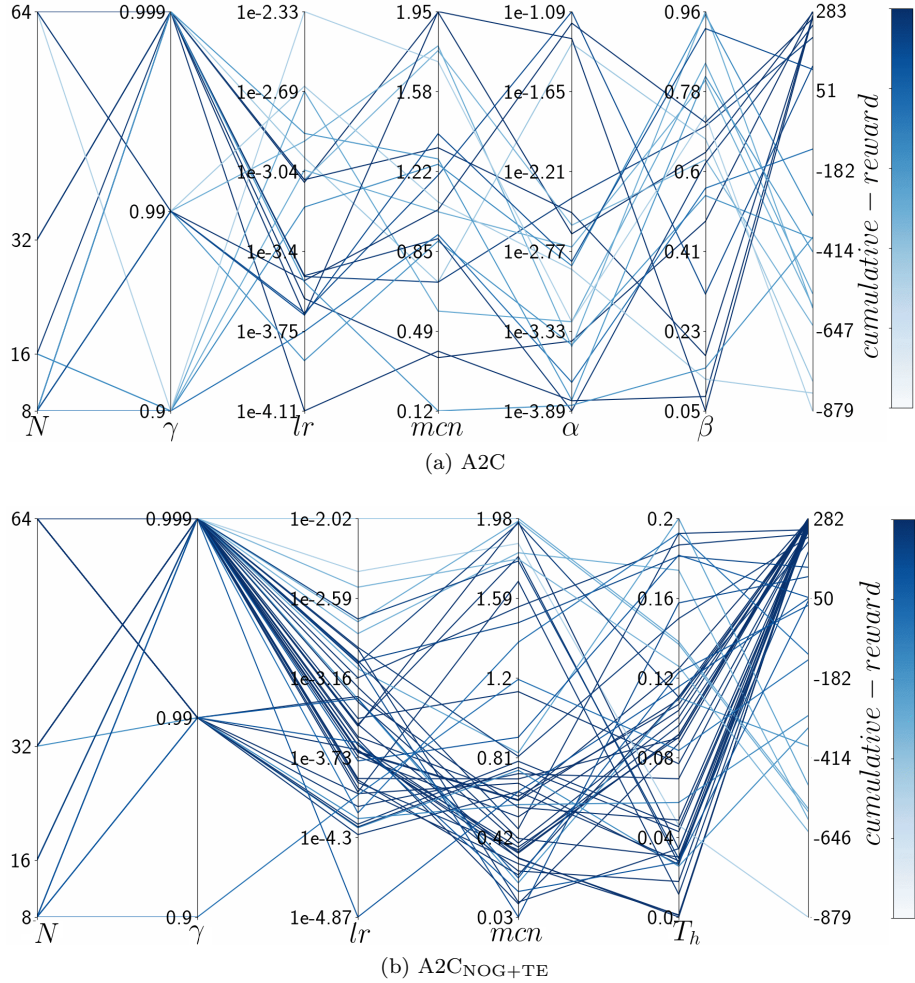 64 0.999 1e-2.33 1.95 1e-1.09 0.96 283
1e-2.69 1.58 1e-1.65 0.78 51
1e-3.04 1.22 1e-2.21 0.6 -182
32 0.99 1e-3.4 0.85 1e-2.77 0.41 -414
16 1e-3.75 0.49 1e-3.33 0.23 -647
8 0.9 1e-4.11 0.12 1e-3.89 0.05 -879
N γ lr mcn α β
cumulative − reward
(a) A2C
64 0.999 1e-2.02 1.98 0.2 282
1e-2.59 1.59 0.16 50
1e-3.16 1.2 0.12 -182
32 0.99 1e-3.73 0.81 0.08 -414
16 1e-4.3 0.42 0.04 -646
8 0.9 1e-4.87 0.03 0.0 -879
N γ lr mcn T_h
cumulative − reward
(b) A2C_NOG+TE